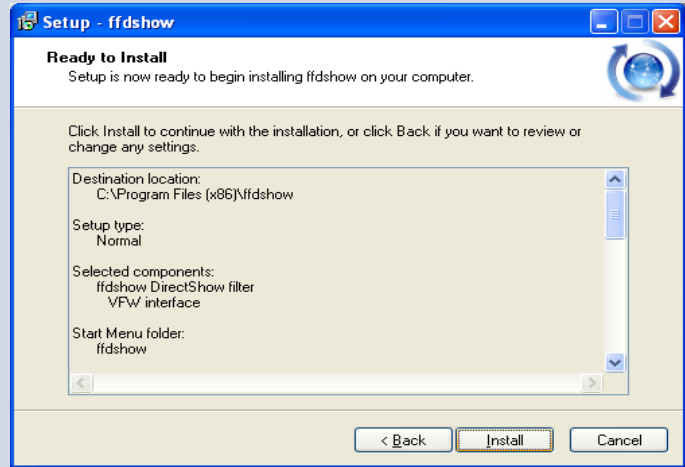 Setup - ffdshow
Ready to Install
Setup is now ready to begin installing ffdshow on your computer.
Click Install to continue with the installation, or click Back if you want to review or
change any settings.
Destination location:
C:\Program Files (x86)\ffdshow
Setup type:
Normal
Selected components:
ffdshow DirectShow filter
VFW interface
Start Menu folder:
ffdshow
< Back
Install
Cancel